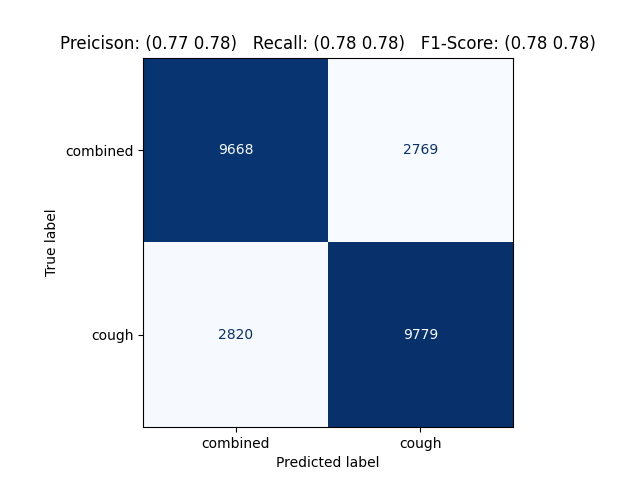 Preicison: (0.77 0.78)   Recall: (0.78 0.78)   F1-Score: (0.78 0.78)
combined
9668
2769
True label
cough
2820
9779
combined
cough
Predicted label